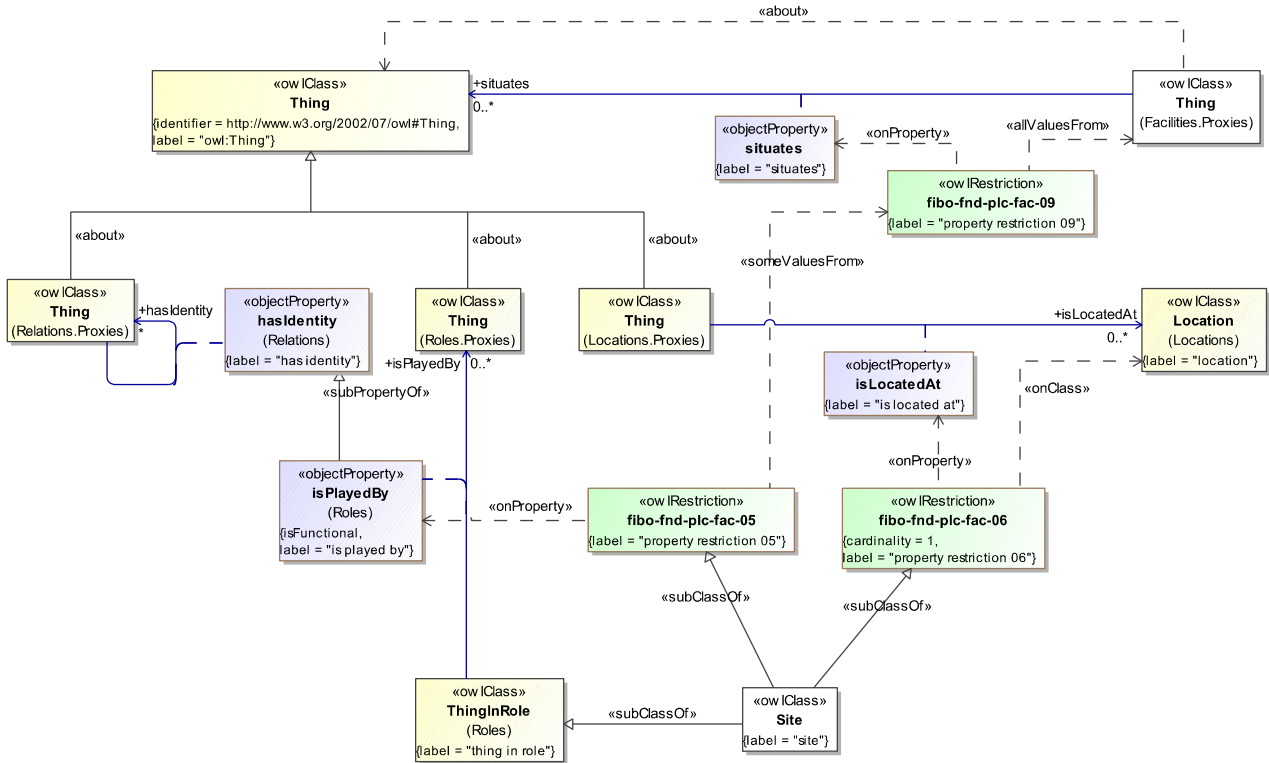 «about»
«owlClass»
Thing
{identifier = http://www.w3.org/2002/07/owl#Thing,
label = "owl:Thing"}
+situates
0..*
«owlClass»
Thing
(Facilities.Proxies)
«objectProperty»
situates
{label = "situates"}
«onProperty»
«allValuesFrom»
«owlRestriction»
fibo-fnd-plc-fac-09
{label = "property restriction 09"}
«about»
«about»
«about»
«someValuesFrom»
«owlClass»
Thing
(Relations.Proxies)
+hasIdentity
*
«objectProperty»
hasIdentity
(Relations)
{label = "has identity"}
«owlClass»
Thing
(Roles.Proxies)
«owlClass»
Thing
(Locations.Proxies)
+isLocatedAt
0..*
«owlClass»
Location
(Locations)
{label = "location"}
+isPlayedBy
0..*
«objectProperty»
isLocatedAt
{label = "is located at"}
«subPropertyOf»
«onClass»
«onProperty»
«objectProperty»
isPlayedBy
(Roles)
{isFunctional,
label = "is played by"}
«onProperty»
«owlRestriction»
fibo-fnd-plc-fac-05
{label = "property restriction 05"}
«owlRestriction»
fibo-fnd-plc-fac-06
{cardinality = 1,
label = "property restriction 06"}
«subClassOf»
«subClassOf»
«owlClass»
ThingInRole
(Roles)
{label = "thing in role"}
«subClassOf»
«owlClass»
Site
{label = "site"}